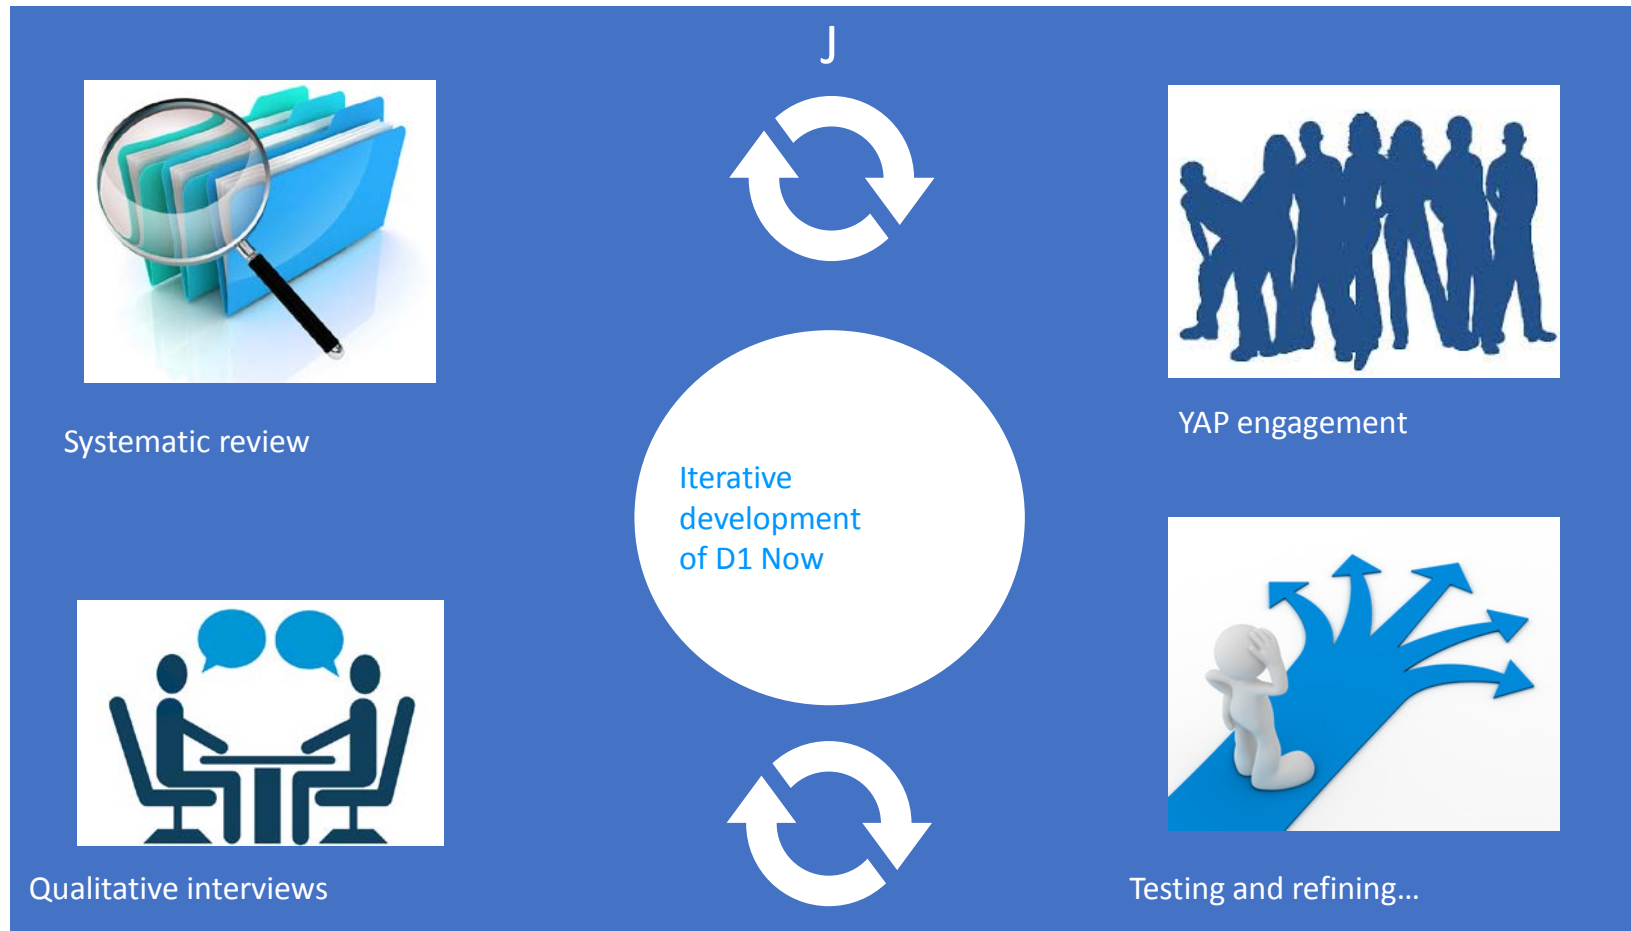 J
Systematic review
YAP engagement
Iterative
development
of D1 Now
Qualitative interviews
Testing and refining…